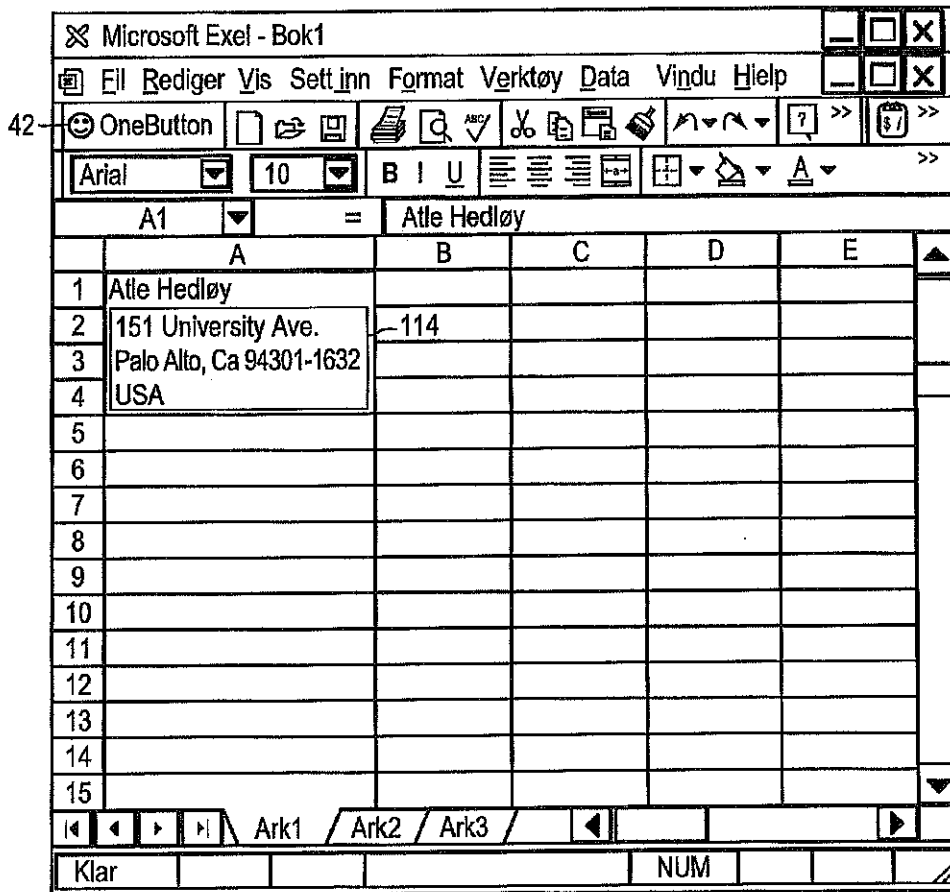 Microsoft Exel - Bok1
Fil Rediger Vis Sett inn Format Verktøy Data Vindu Hielp
42 OneButton ABC ? >> $ / >>
Arial 10 B I U A >>
A1 = Atle Hedløy
A B C D E
1 Atle Hedløy
2 151 University Ave. 114
3 Palo Alto, Ca 94301-1632
4 USA
5
6
7
8
9
10
11
12
13
14
15
Ark1 Ark2 Ark3
Klar NUM